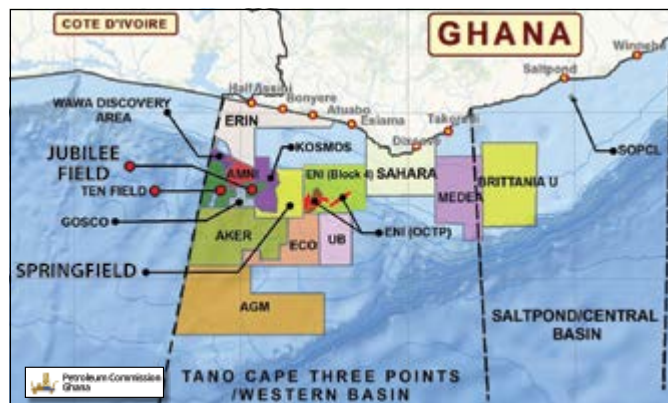 COTE D'IVOIRE
GHANA
Winneba
Saltpond
Half Assini
Bonyere
Atuabo
Esiama
Takoradi
Dixcove
WAWA DISCOVERY
AREA
ERIN
KOSMOS
SOPCL
JUBILEE
FIELD
AMNI
ENI (Block 4)
SAHARA
TEN FIELD
MEDEA
BRITTANIA U
GOSCO
AKER
ECO
UB
ENI (OCTP)
SPRINGFIELD
AGM
SALTPOND/CENTRAL
BASIN
Petroleum Commission
Ghana
TANO CAPE THREE POINTS
/WESTERN BASIN